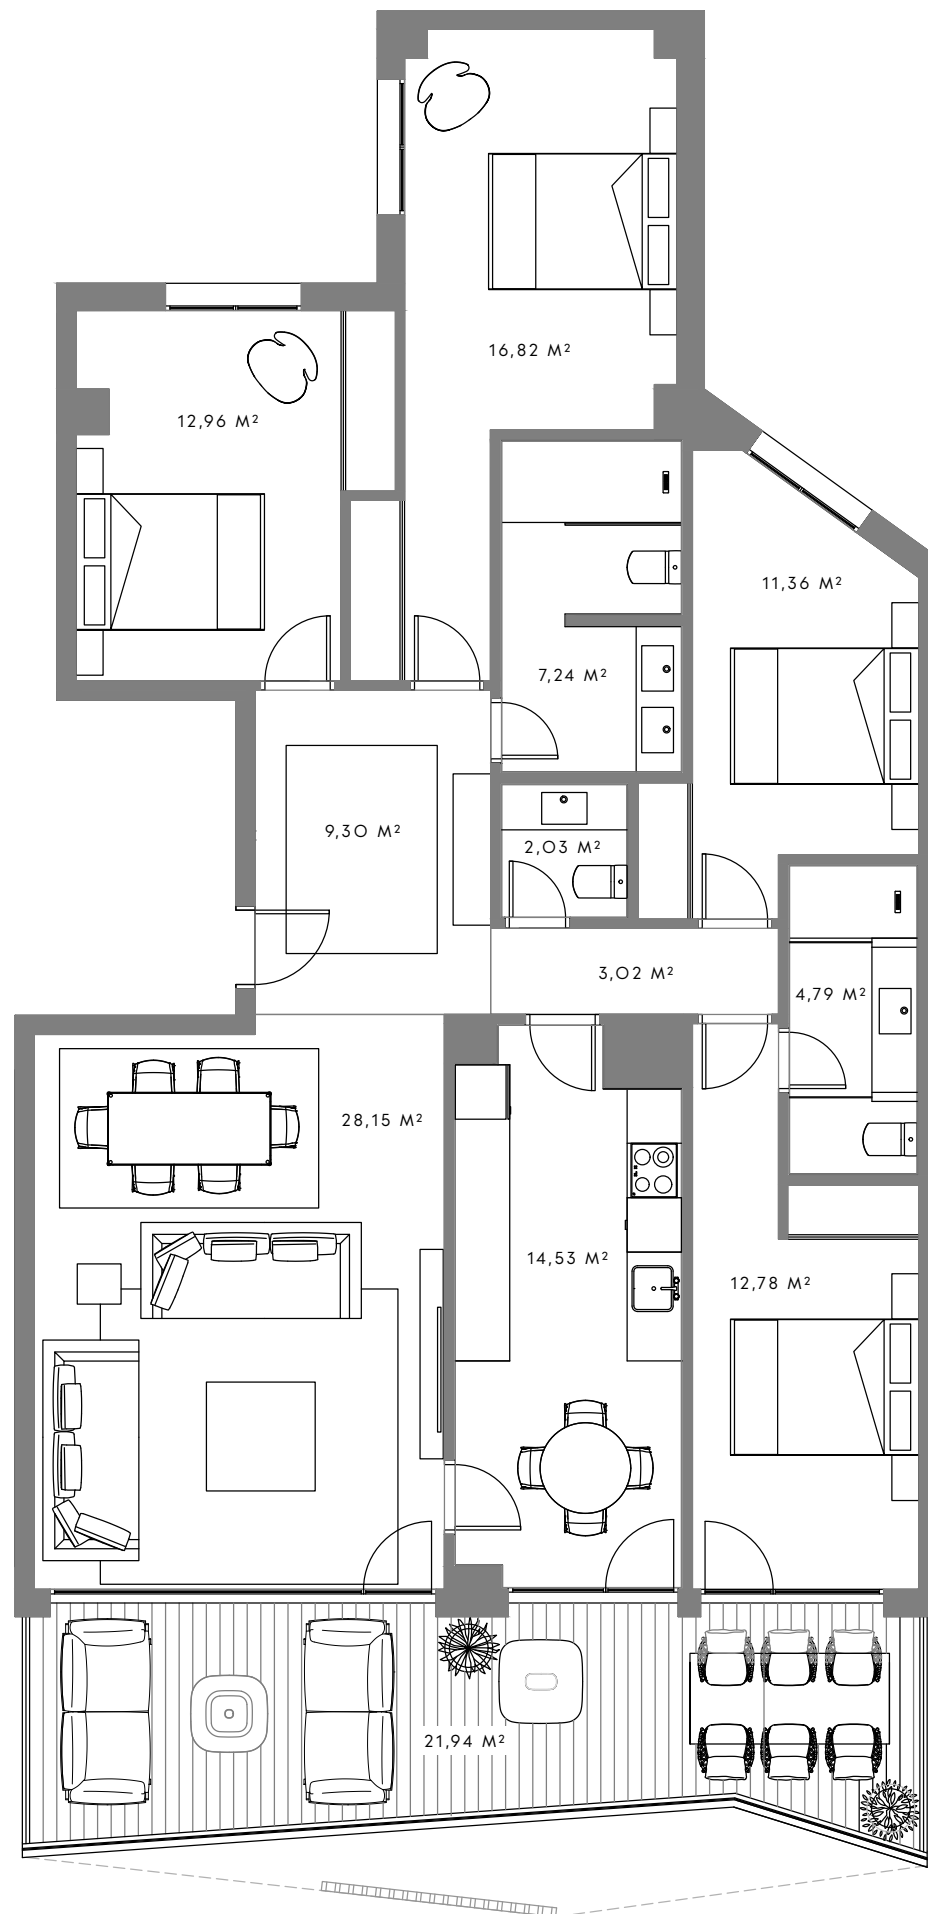 16,82 M²
12,96 M²
11,36 M²
7,24 M²
9,30 M²
2,03 M²
3,02 M²
4,79 M²
28,15 M²
14,53 M²
12,78 M²
21,94 M²